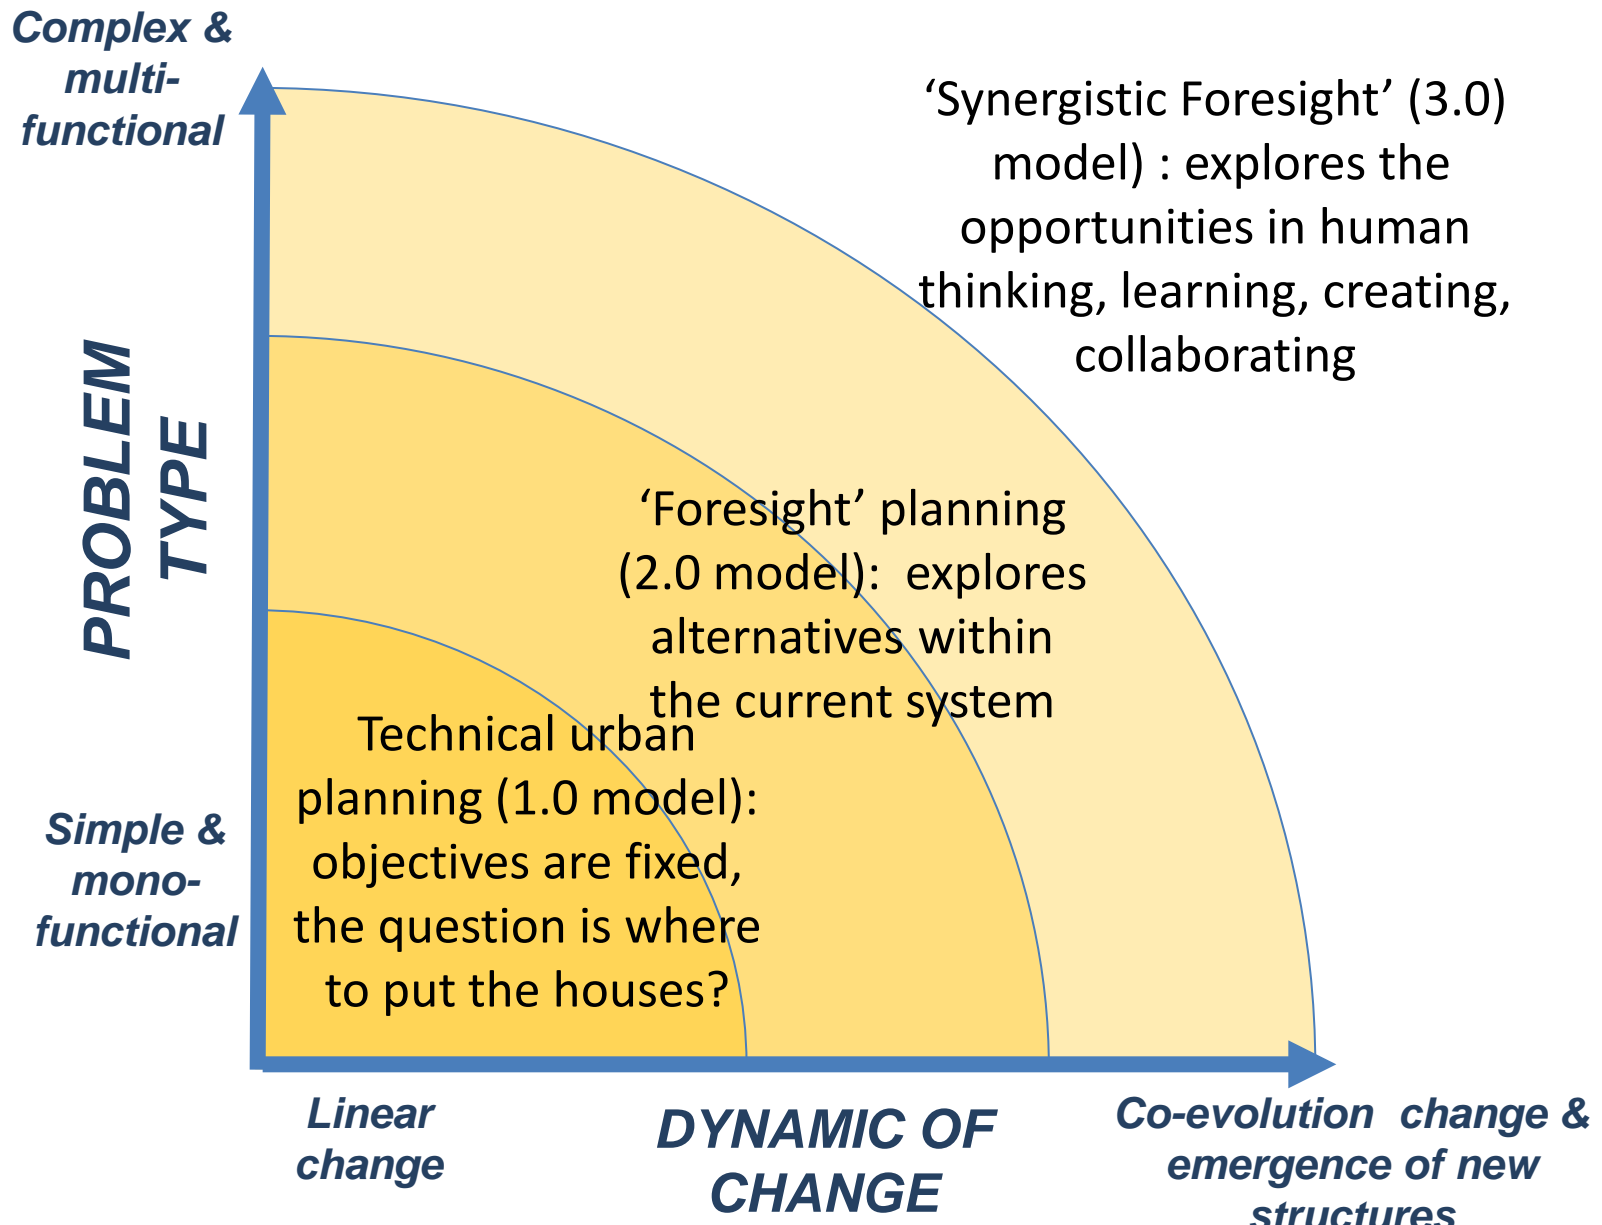 Complex &
multi-
functional
‘Synergistic Foresight’ (3.0)
model) : explores the
opportunities in human
thinking, learning, creating,
collaborating
PROBLEM
TYPE
‘Foresight’ planning
(2.0 model):  explores
alternatives within
the current system
Technical urban
planning (1.0 model):
objectives are fixed,
the question is where
to put the houses?
Simple &
mono-
functional
Linear
change
DYNAMIC OF
CHANGE
Co-evolution  change &
emergence of new
structures